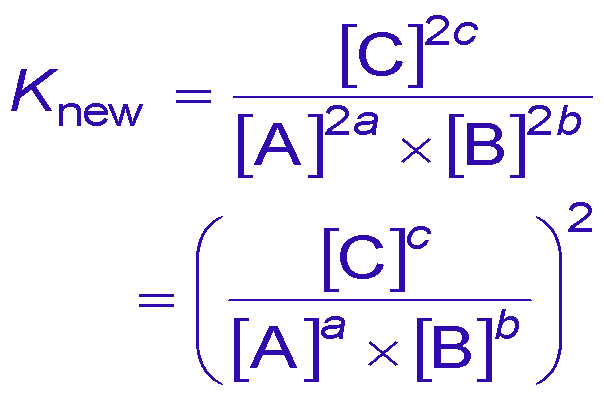 K_new = [C]^2c / [A]^2a × [B]^2b
= ( [C]^c / [A]^a × [B]^b )^2